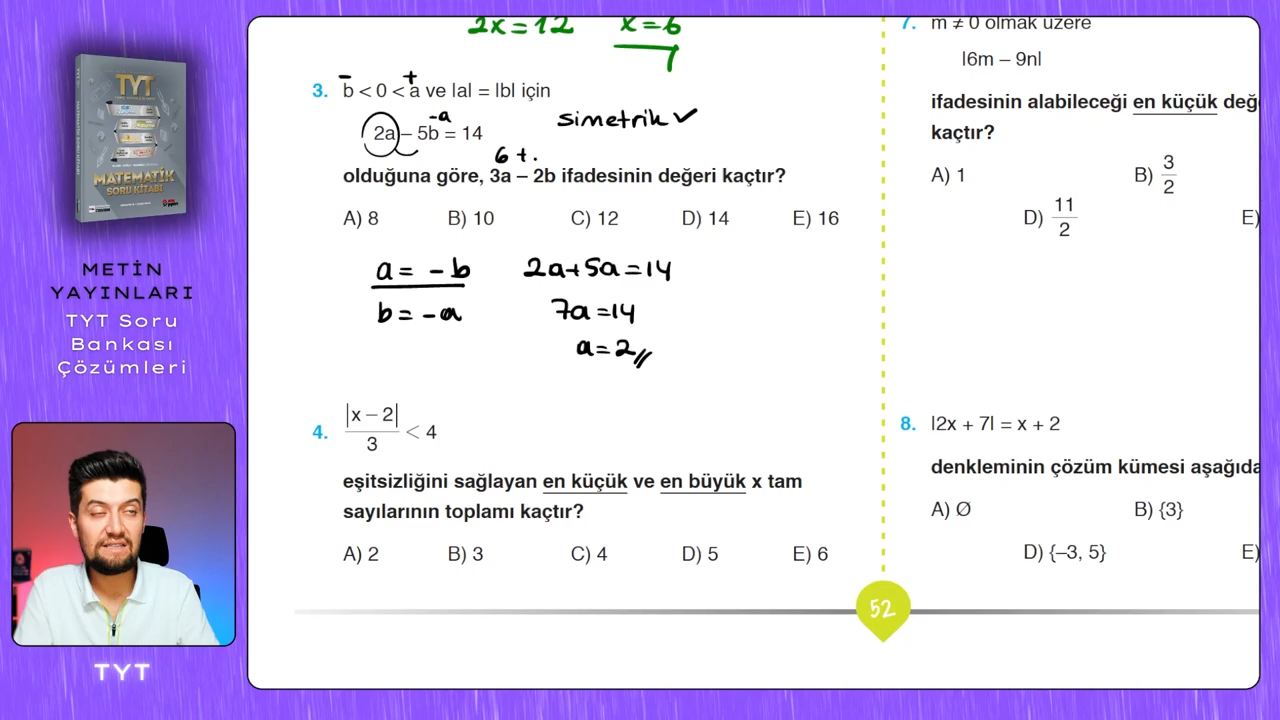 TYT
MATEMATİK
SORU KİTABI
METİN
YAYINLARI
TYT Soru
Bankası
Çözümleri
TYT
2x = 12 x = 6
3. b < 0 < a ve |a| = |b| için
− +
2a − 5b = 14
−a
simetrik ✓
6 + .
olduğuna göre, 3a − 2b ifadesinin değeri kaçtır?
A) 8 B) 10 C) 12 D) 14 E) 16
a = −b 2a+5a = 14
b = −a 7a = 14
a = 2
4. |x − 2| / 3 < 4
eşitsizliğini sağlayan en küçük ve en büyük x tam
sayılarının toplamı kaçtır?
A) 2 B) 3 C) 4 D) 5 E) 6
7. m ≠ 0 olmak üzere
|6m − 9n|
ifadesinin alabileceği en küçük değe
kaçtır?
A) 1 B) 3/2
D) 11/2 E)
8. |2x + 7| = x + 2
denkleminin çözüm kümesi aşağıda
A) Ø B) {3}
D) {–3, 5} E)
52